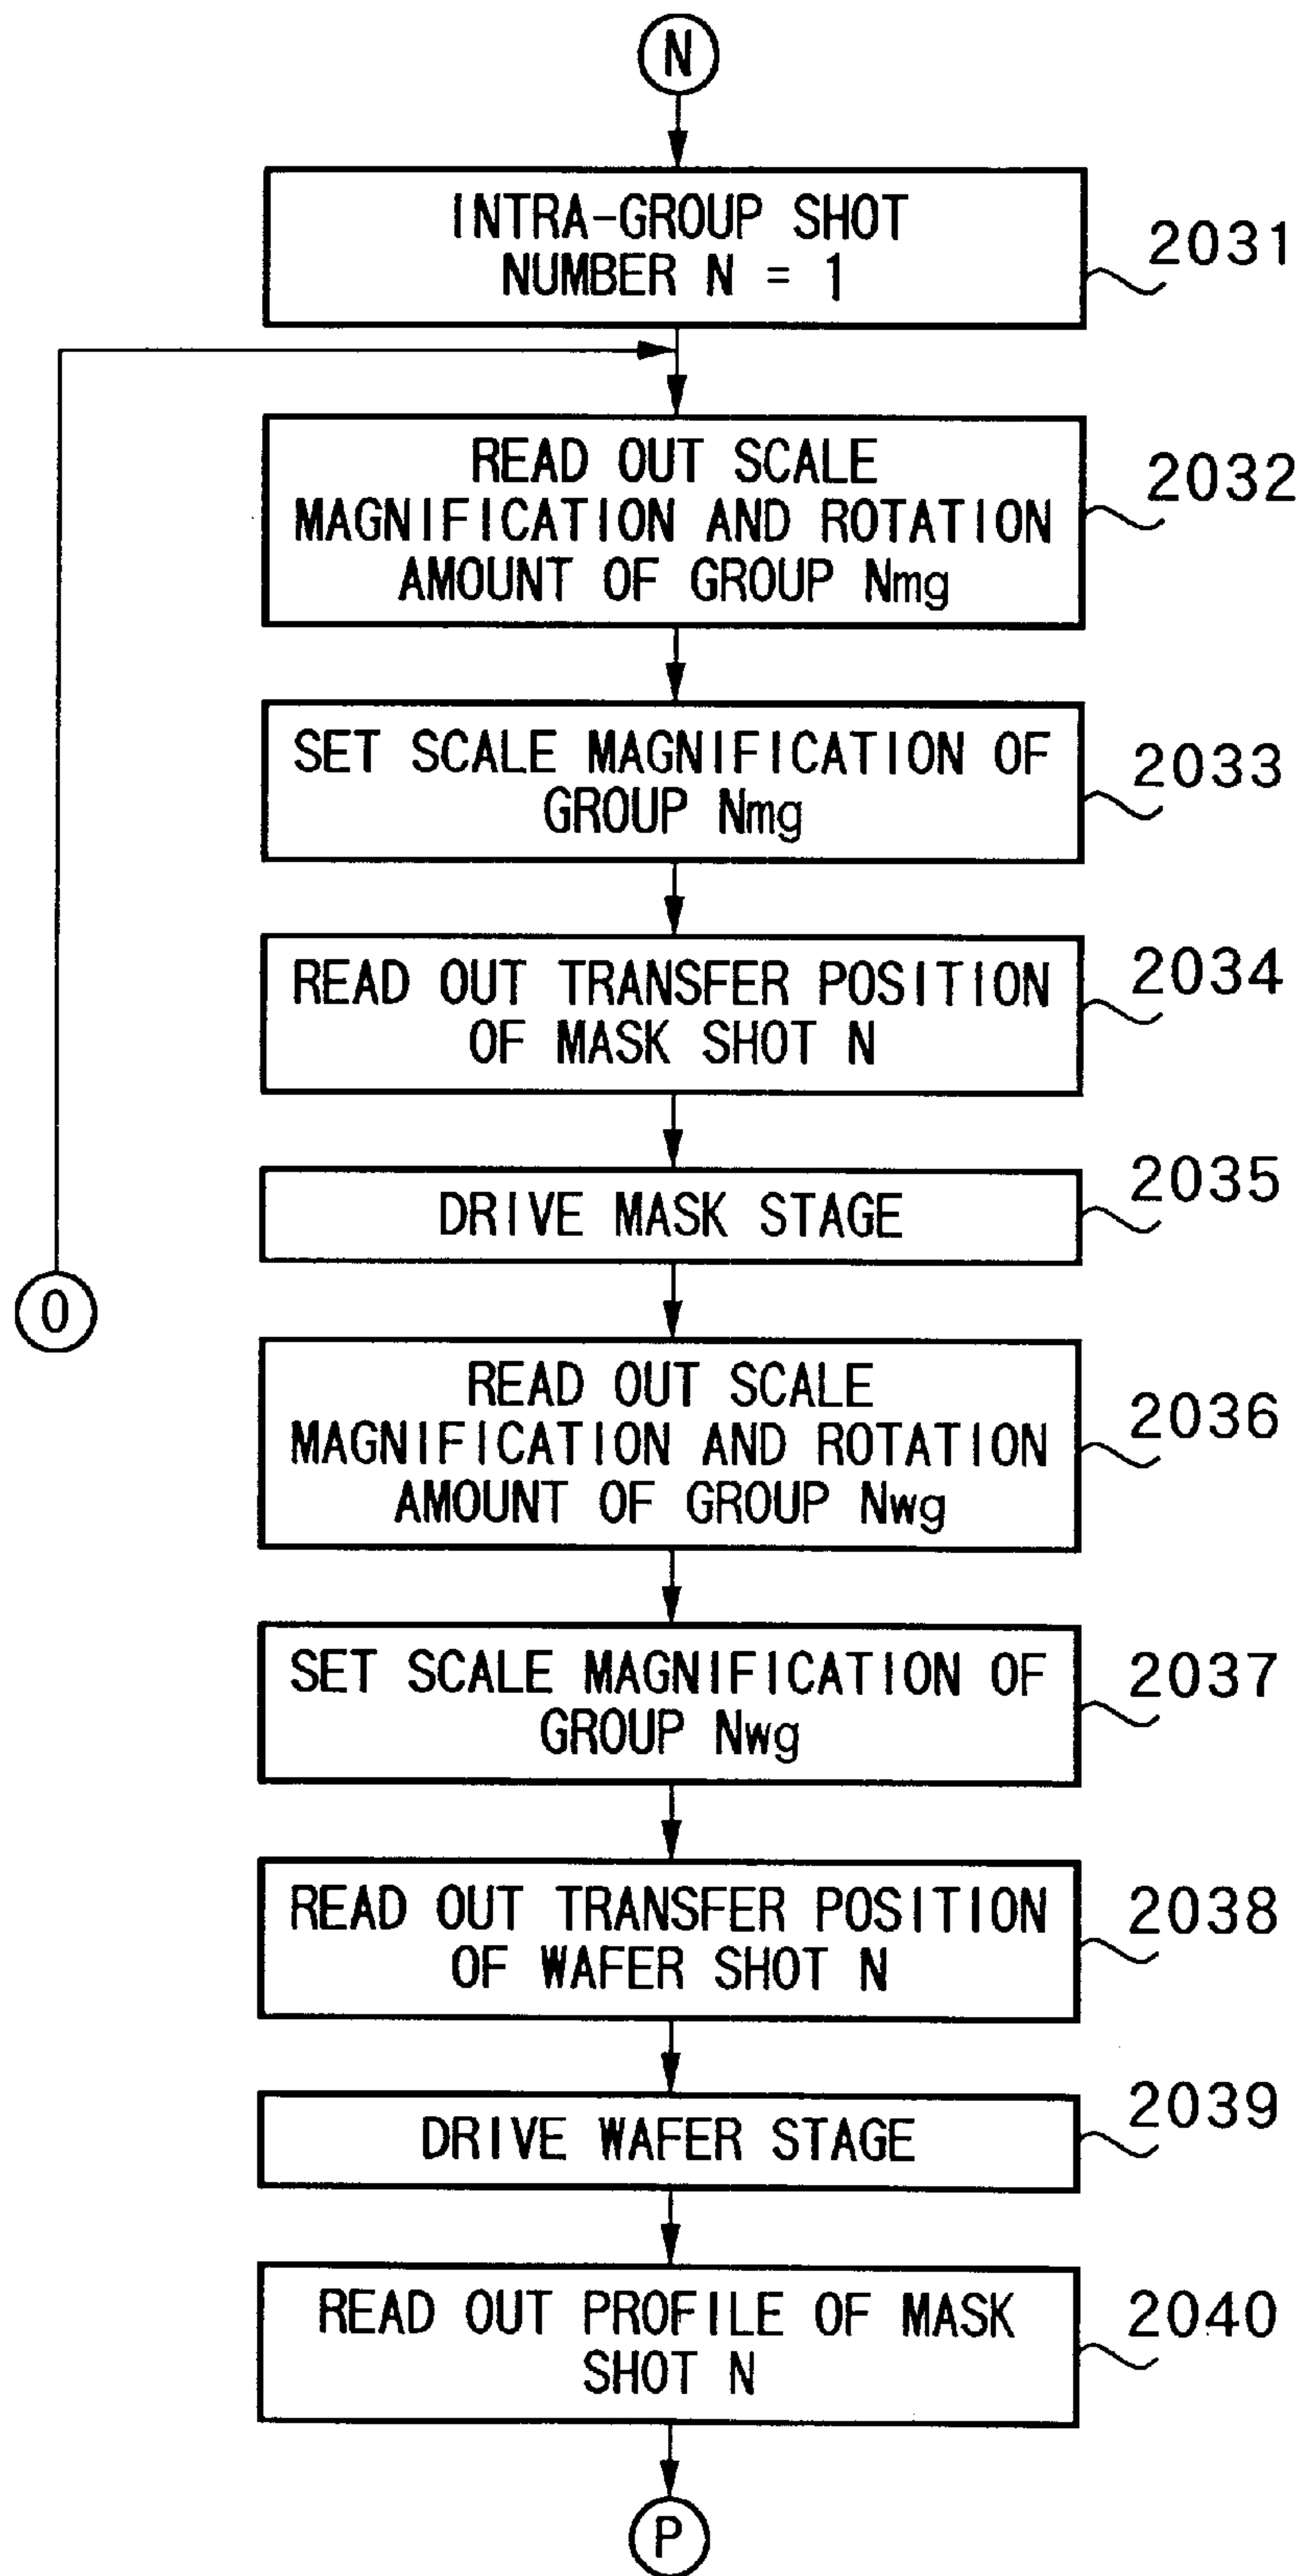 N
INTRA-GROUP SHOT
NUMBER N = 1
2031
READ OUT SCALE
MAGNIFICATION AND ROTATION
AMOUNT OF GROUP Nmg
2032
SET SCALE MAGNIFICATION OF
GROUP Nmg
2033
READ OUT TRANSFER POSITION
OF MASK SHOT N
2034
DRIVE MASK STAGE
2035
O
READ OUT SCALE
MAGNIFICATION AND ROTATION
AMOUNT OF GROUP Nwg
2036
SET SCALE MAGNIFICATION OF
GROUP Nwg
2037
READ OUT TRANSFER POSITION
OF WAFER SHOT N
2038
DRIVE WAFER STAGE
2039
READ OUT PROFILE OF MASK
SHOT N
2040
P